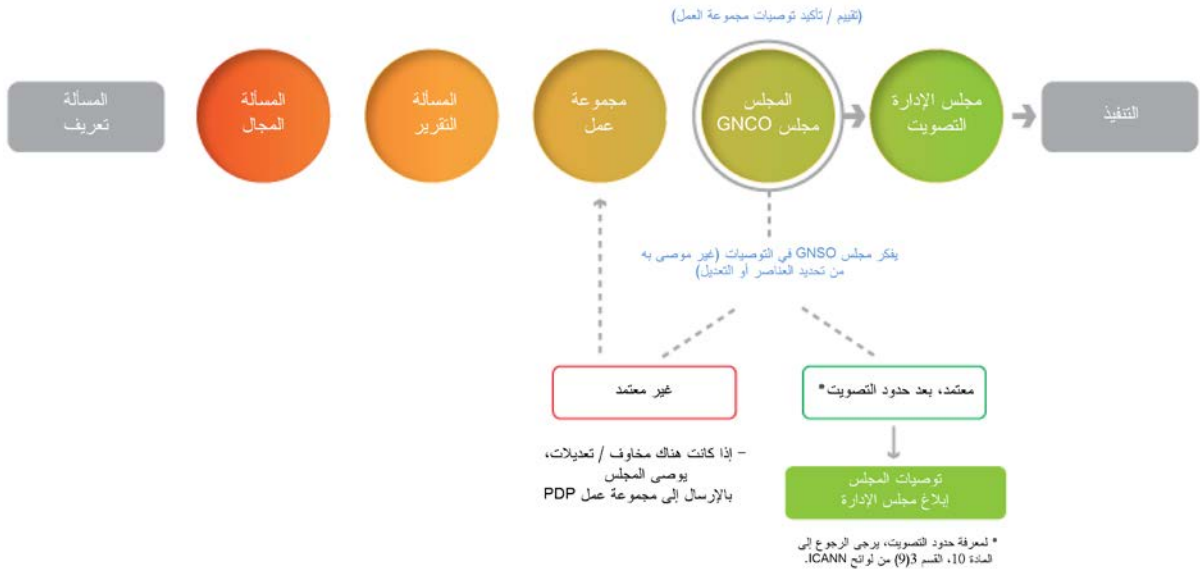 (تقييم / تأكيد توصيات مجموعة العمل)
المسألة
تعريف
المسألة
المجال
المسألة
التقرير
مجموعة
عمل
المجلس
مجلس GNCO
مجلس الإدارة
التصويت
التنفيذ
يفكر مجلس GNSO في التوصيات (غير موصى به
من تحديد العناصر أو التعديل)
غير معتمد
معتمد، بعد حدود التصويت*
– إذا كانت هناك مخاوف / تعديلات،
يوصى المجلس
بالإرسال إلى مجموعة عمل PDP
توصيات المجلس
إبلاغ مجلس الإدارة
* لمعرفة حدود التصويت، يرجى الرجوع إلى
المادة 10، القسم 3(9) من لوائح ICANN.